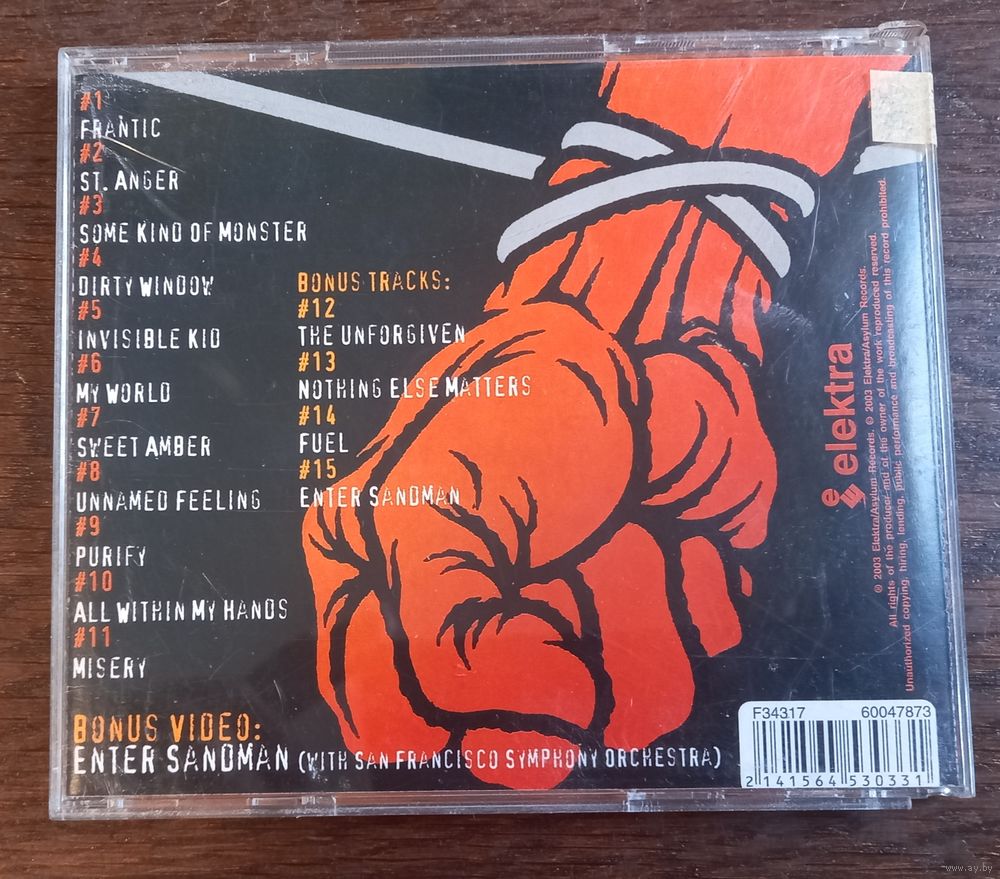 #1
FRANTIC
#2
ST. ANGER
#3
SOME KIND OF MONSTER
#4
DIRTY WINDOW
#5
INVISIBLE KID
#6
MY WORLD
#7
SWEET AMBER
#8
UNNAMED FEELING
#9
PURIFY
#10
ALL WITHIN MY HANDS
#11
MISERY
BONUS TRACKS:
#12
THE UNFORGIVEN
#13
NOTHING ELSE MATTERS
#14
FUEL
#15
ENTER SANDMAN
BONUS VIDEO:
ENTER SANDMAN (WITH SAN FRANCISCO SYMPHONY ORCHESTRA)
e elektra
℗ 2003 Elektra/Asylum Records. © 2003 Elektra/Asylum Records.
All rights of the producer and of the owner of the work reproduced reserved.
Unauthorized copying, hiring, lending, public performance and broadcasting of this record prohibited.
F34317 60047873
2 141564 530331
www.ay.by